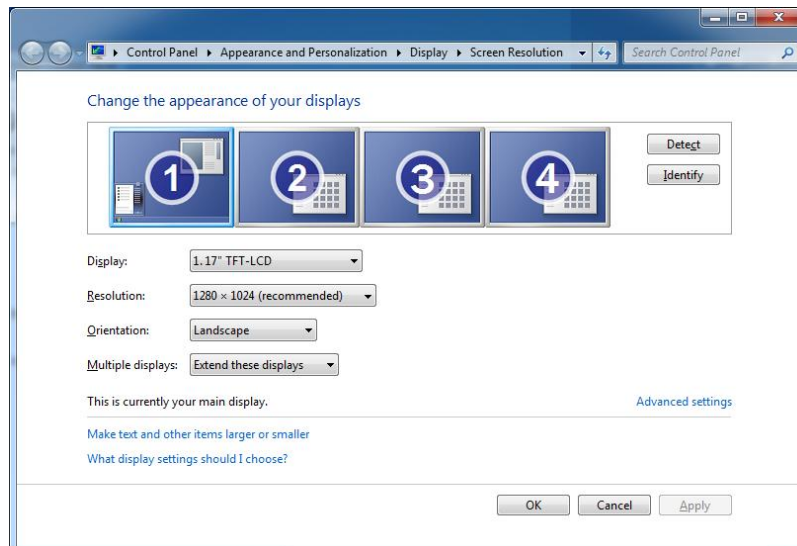 Control Panel ▸ Appearance and Personalization ▸ Display ▸ Screen Resolution Search Control Panel
Change the appearance of your displays
1 2 3 4
Detect
Identify
Display: 1. 17" TFT-LCD
Resolution: 1280 × 1024 (recommended)
Orientation: Landscape
Multiple displays: Extend these displays
This is currently your main display. Advanced settings
Make text and other items larger or smaller
What display settings should I choose?
OK Cancel Apply